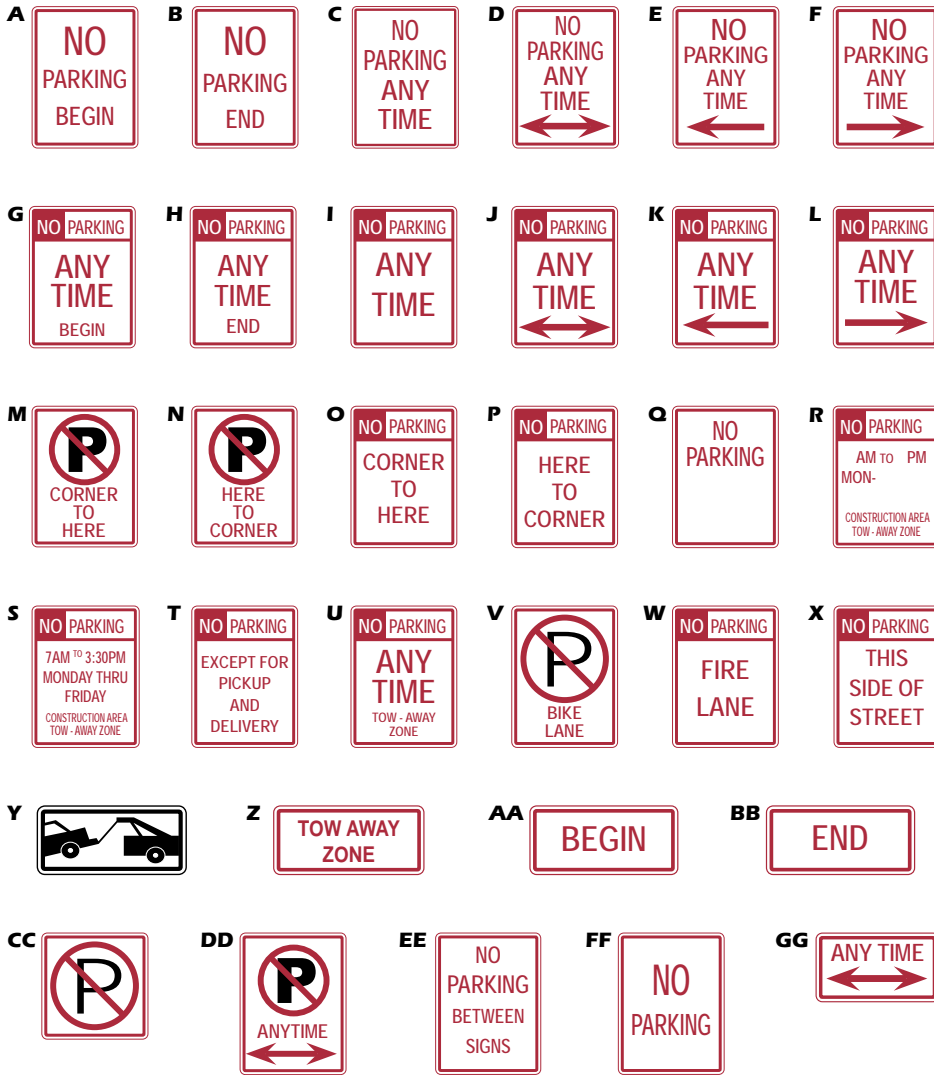 A
NO
PARKING
BEGIN
B
NO
PARKING
END
C
NO
PARKING
ANY
TIME
D
NO
PARKING
ANY
TIME
E
NO
PARKING
ANY
TIME
F
NO
PARKING
ANY
TIME
G
NO PARKING
ANY
TIME
BEGIN
H
NO PARKING
ANY
TIME
END
I
NO PARKING
ANY
TIME
J
NO PARKING
ANY
TIME
K
NO PARKING
ANY
TIME
L
NO PARKING
ANY
TIME
M
P
CORNER
TO
HERE
N
P
HERE
TO
CORNER
O
NO PARKING
CORNER
TO
HERE
P
NO PARKING
HERE
TO
CORNER
Q
NO
PARKING
R
NO PARKING
AM TO PM
MON-
CONSTRUCTION AREA
TOW - AWAY ZONE
S
NO PARKING
7AM TO 3:30PM
MONDAY THRU
FRIDAY
CONSTRUCTION AREA
TOW - AWAY ZONE
T
NO PARKING
EXCEPT FOR
PICKUP
AND
DELIVERY
U
NO PARKING
ANY
TIME
TOW - AWAY
ZONE
V
P
BIKE
LANE
W
NO PARKING
FIRE
LANE
X
NO PARKING
THIS
SIDE OF
STREET
Y
Z
TOW AWAY
ZONE
AA
BEGIN
BB
END
CC
P
DD
P
ANYTIME
EE
NO
PARKING
BETWEEN
SIGNS
FF
NO
PARKING
GG
ANY TIME